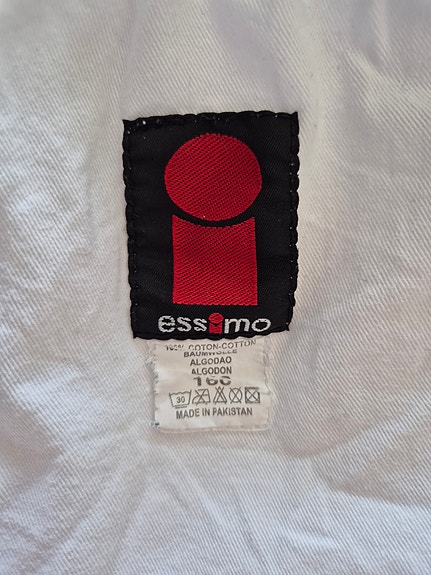 essimo
100% COTON-COTTON
BAUMWOLLE
ALGODAO
ALGODON
160
30
MADE IN PAKISTAN